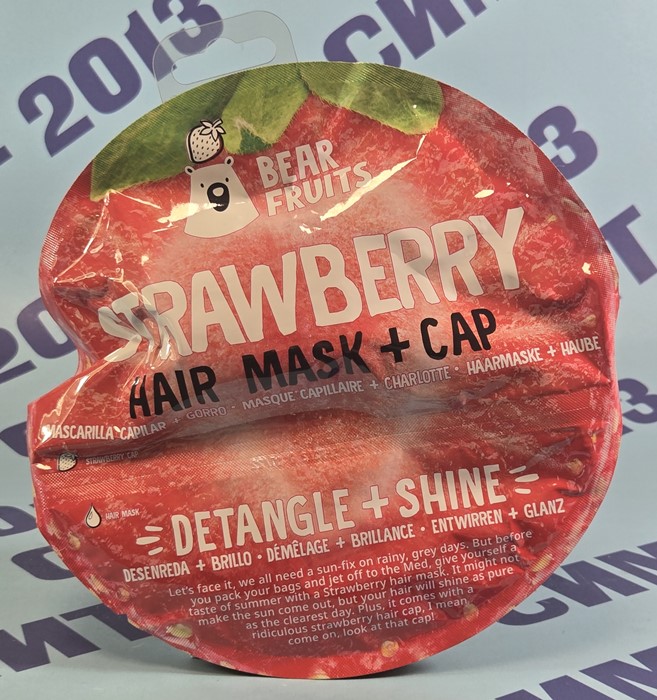 2013
СИНТ
BEAR
FRUITS
STRAWBERRY
HAIR MASK + CAP
MASCARILLA CAPILAR + GORRO · MASQUE CAPILLAIRE + CHARLOTTE · HAARMASKE + HAUBE
STRAWBERRY CAP
HAIR MASK
DETANGLE + SHINE
DESENREDA + BRILLO · DÉMÊLAGE + BRILLANCE · ENTWIRREN + GLANZ
Let's face it, we all need a sun-fix on rainy, grey days. But before
you pack your bags and jet off to the Med, give yourself a
taste of summer with a Strawberry hair mask. It might not
make the sun come out, but your hair will shine as pure
as the clearest day. Plus, it comes with a
ridiculous strawberry hair cap, I mean,
come on, look at that cap!
2013